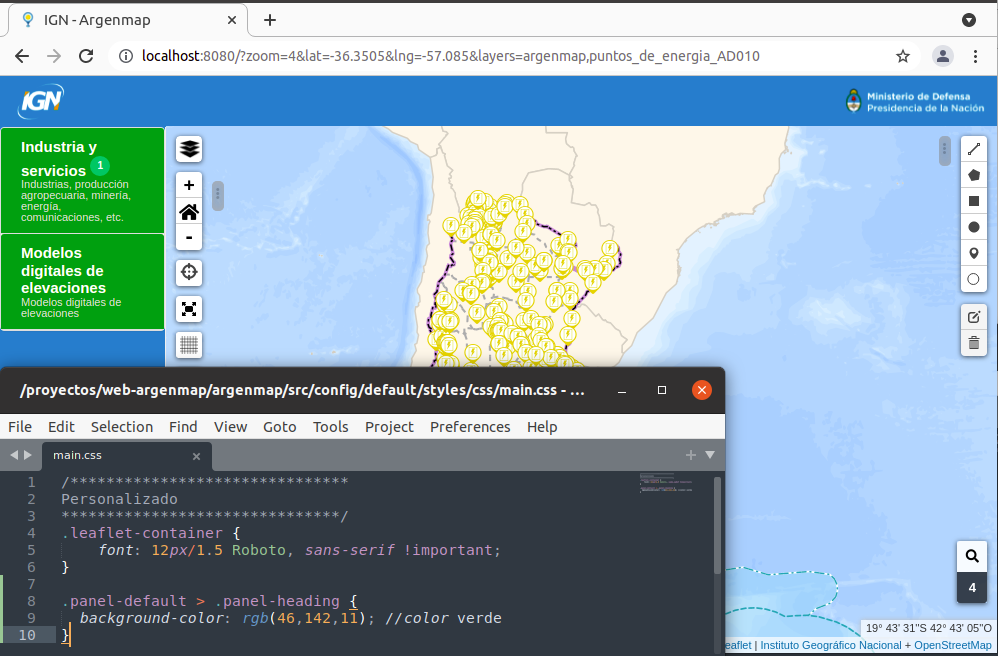 IGN - Argenmap
localhost:8080/?zoom=4&lat=-36.3505&lng=-57.085&layers=argenmap,puntos_de_energia_AD010
IGN
Ministerio de Defensa
Presidencia de la Nación
Industria y
servicios 1
Industrias, producción
agropecuaria, minería,
energía,
comunicaciones, etc.
Modelos
digitales de
elevaciones
Modelos digitales de
elevaciones
+
-
/proyectos/web-argenmap/argenmap/src/config/default/styles/css/main.css - ...
File Edit Selection Find View Goto Tools Project Preferences Help
main.css
1 /*******************************
2 Personalizado
3 *******************************/
4 .leaflet-container {
5 font: 12px/1.5 Roboto, sans-serif !important;
6 }
7
8 .panel-default > .panel-heading {
9 background-color: rgb(46,142,11); //color verde
10 }
4
19° 43' 31"S 42° 43' 05"O
eaflet | Instituto Geográfico Nacional + OpenStreetMap